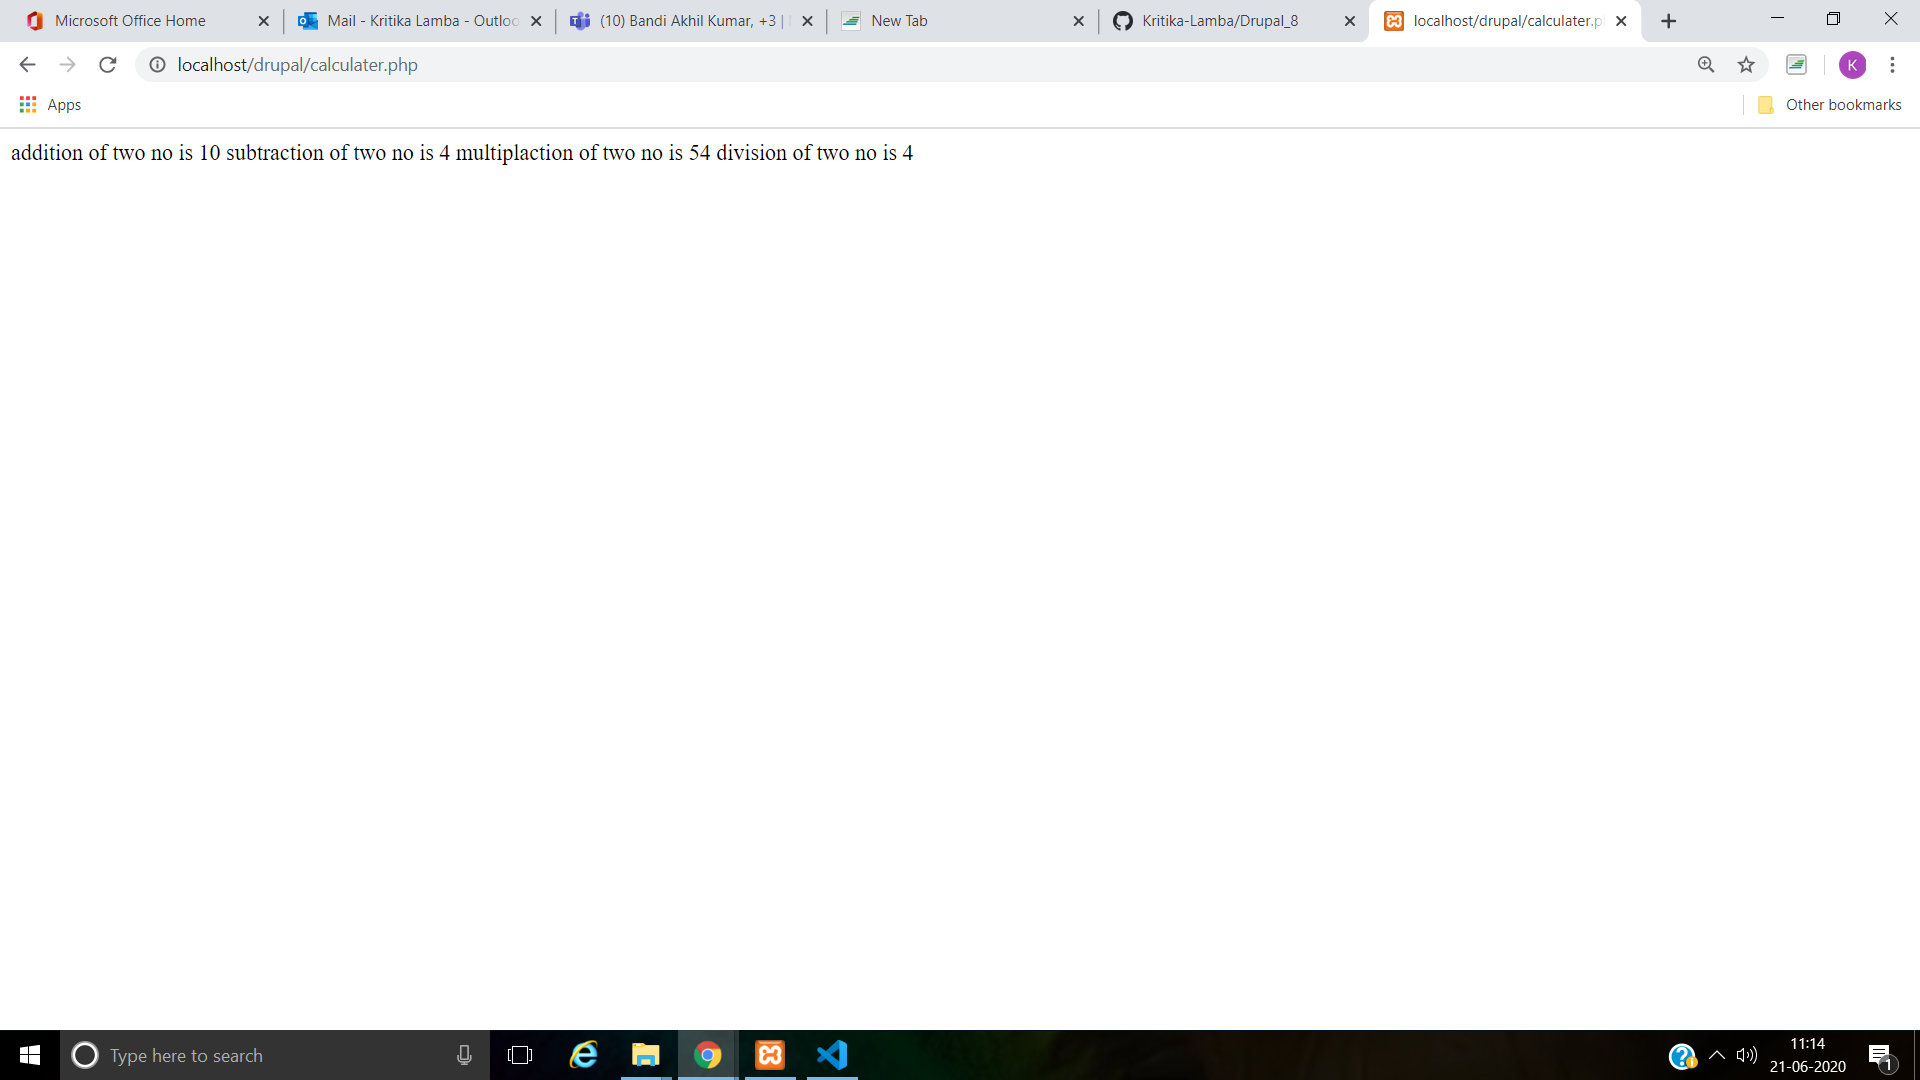 Microsoft Office Home
Mail - Kritika Lamba - Outloo
(10) Bandi Akhil Kumar, +3 |
New Tab
Kritika-Lamba/Drupal_8
localhost/drupal/calculater.p
localhost/drupal/calculater.php
K
Apps
Other bookmarks
addition of two no is 10 subtraction of two no is 4 multiplaction of two no is 54 division of two no is 4
Type here to search
11:14
21-06-2020
1